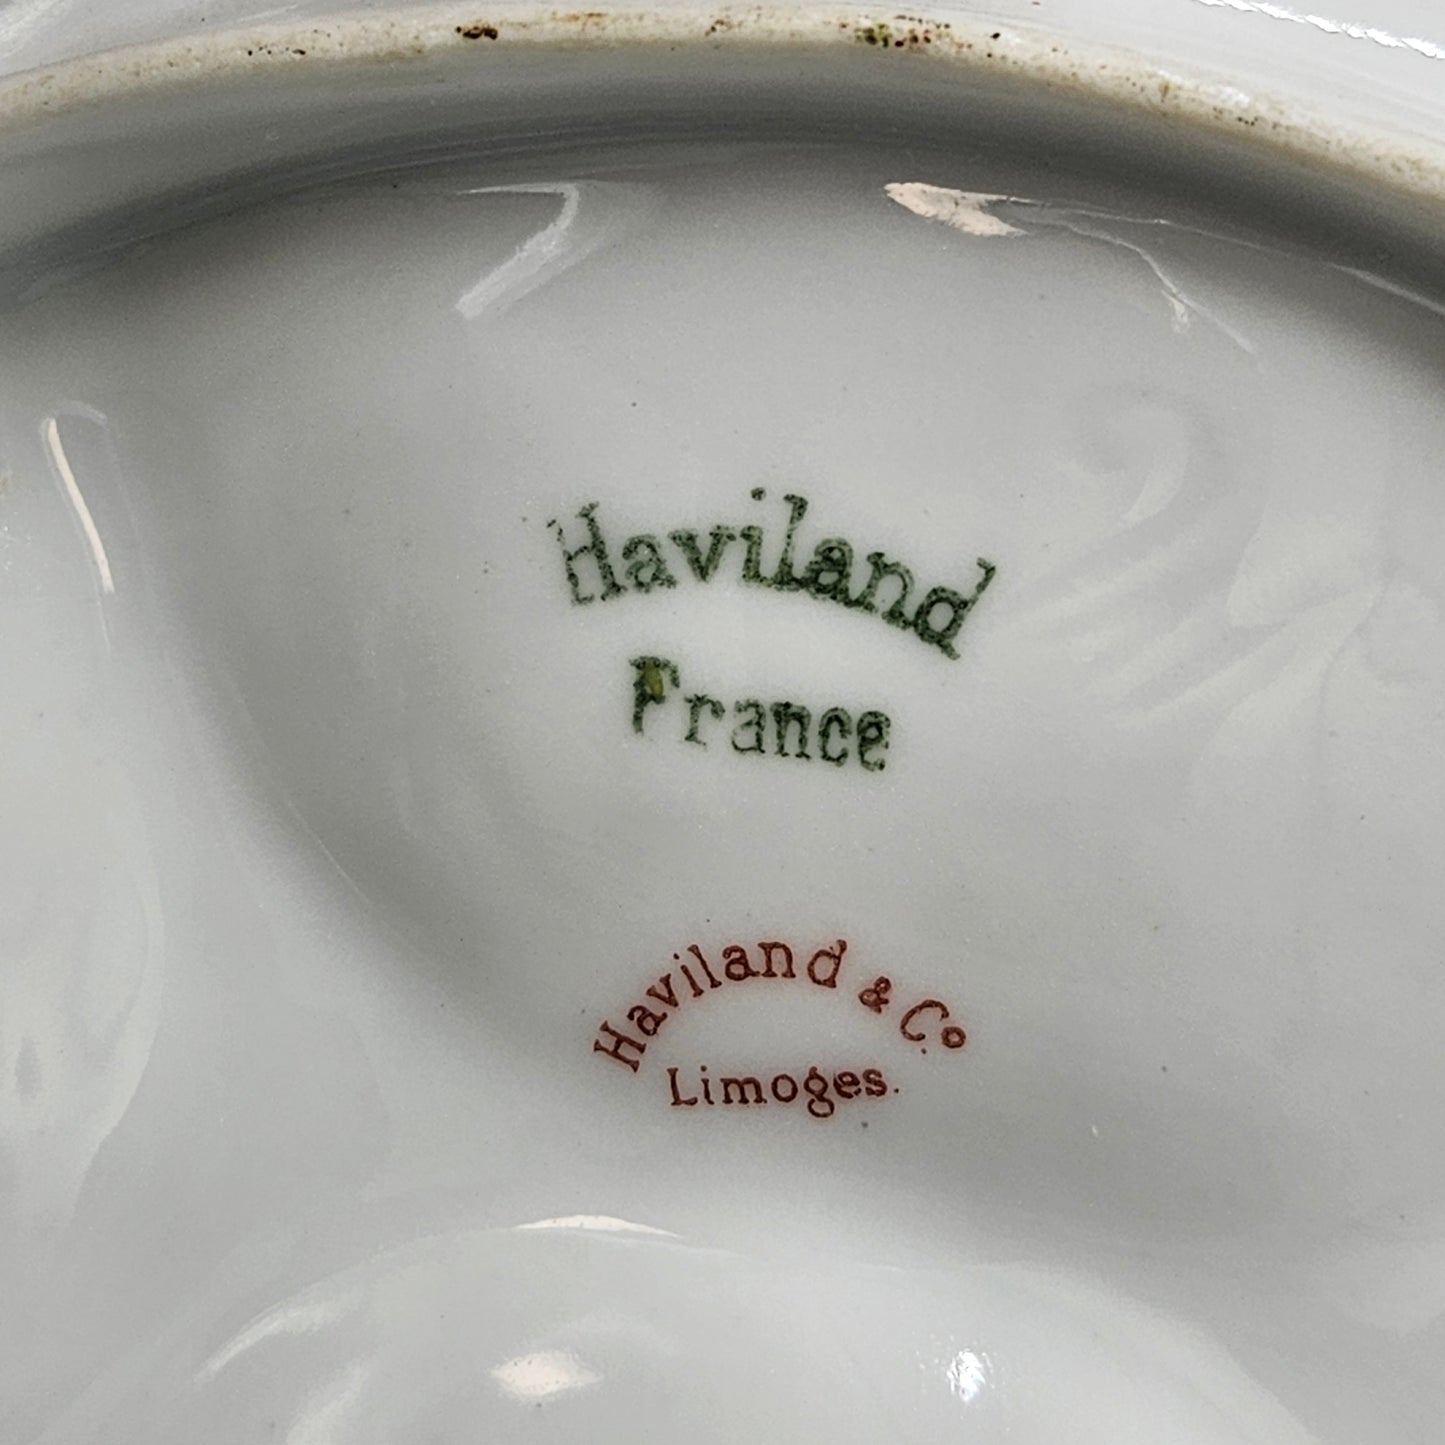 Haviland
France
Haviland & Co
Limoges.